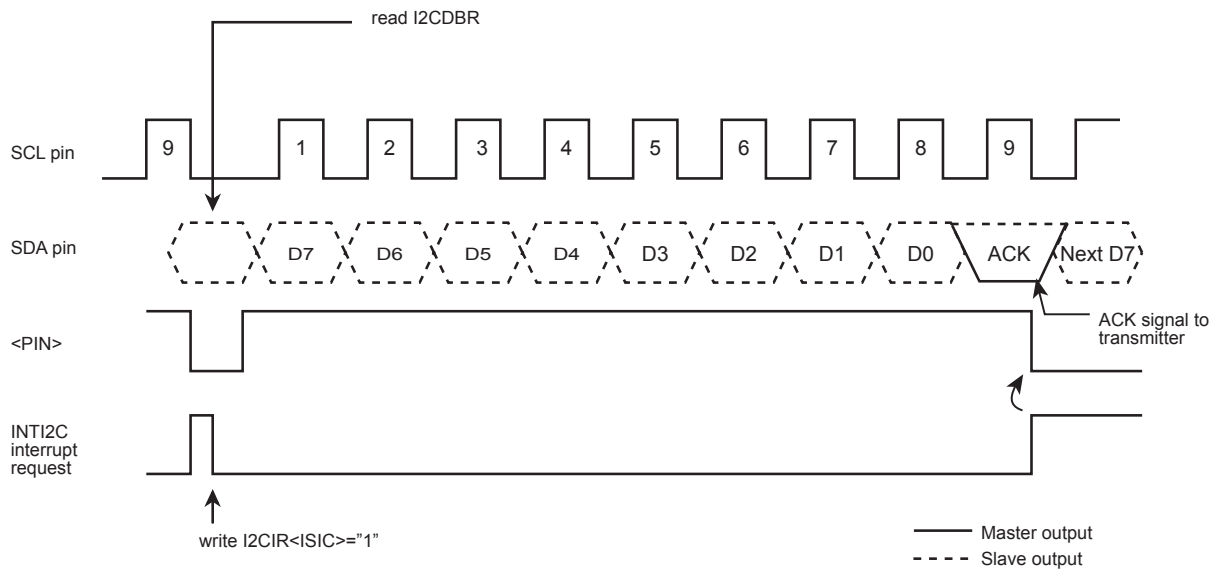 read I2CDBR
SCL pin
9 1 2 3 4 5 6 7 8 9
SDA pin
D7 D6 D5 D4 D3 D2 D1 D0 ACK Next D7
<PIN>
ACK signal to
transmitter
INTI2C
interrupt
request
write I2CIR<ISIC>=”1”
Master output
Slave output